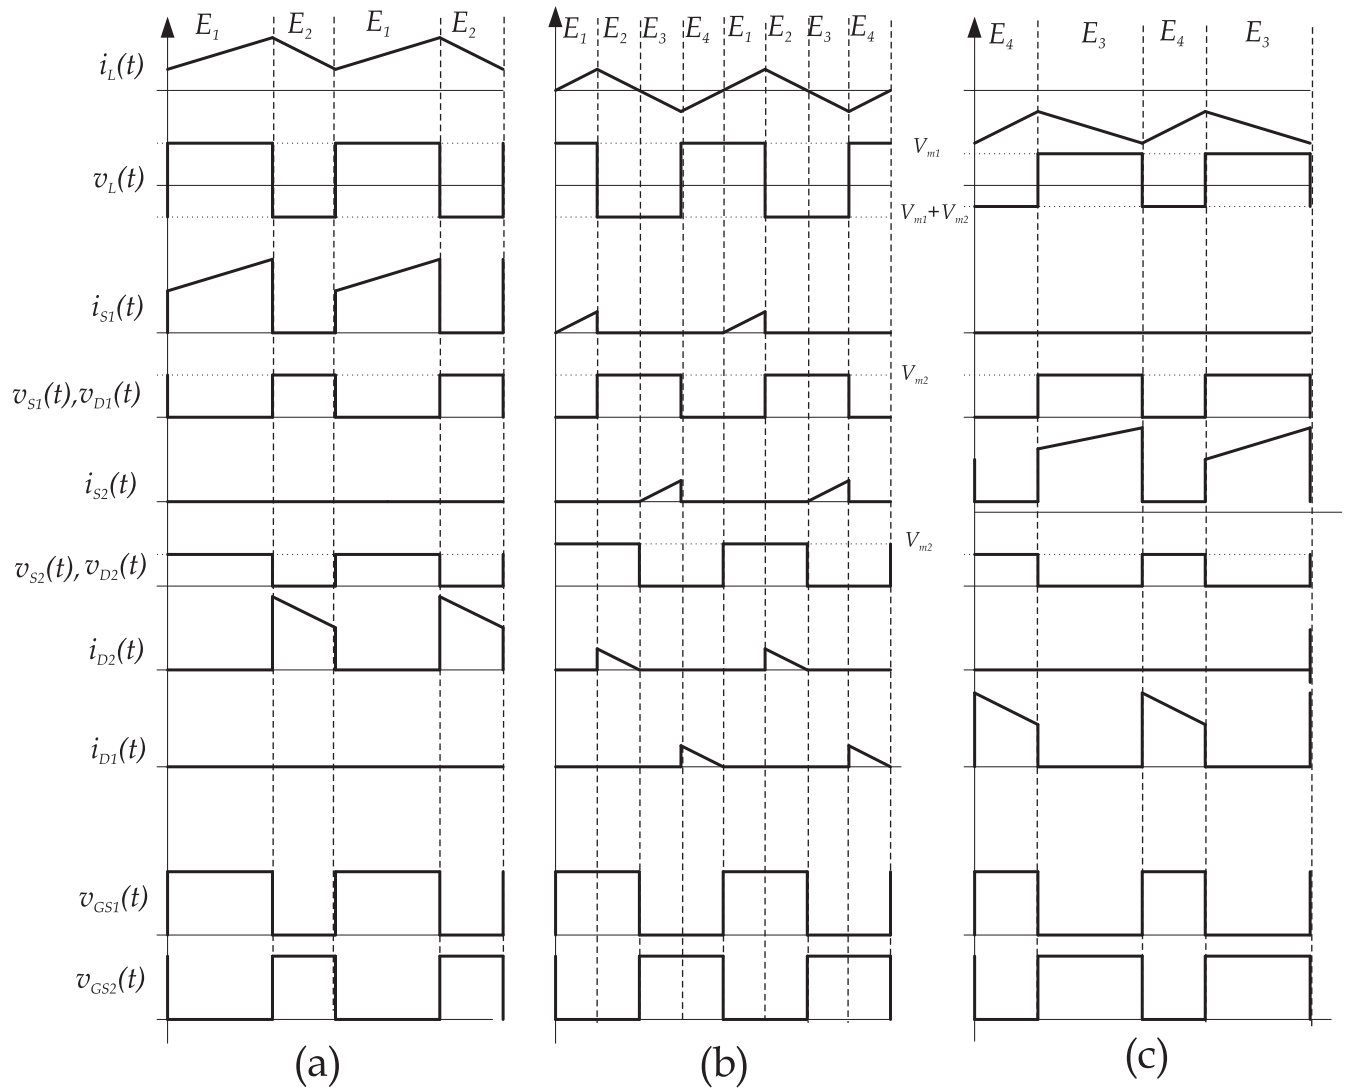 E1 E2 E1 E2
E1 E2 E3 E4 E1 E2 E3 E4
E4 E3 E4 E3
iL(t)
Vm1
vL(t)
Vm1+Vm2
iS1(t)
vS1(t),vD1(t)
Vm2
iS2(t)
vS2(t),vD2(t)
Vm2
iD2(t)
iD1(t)
vGS1(t)
vGS2(t)
(a) (b) (c)